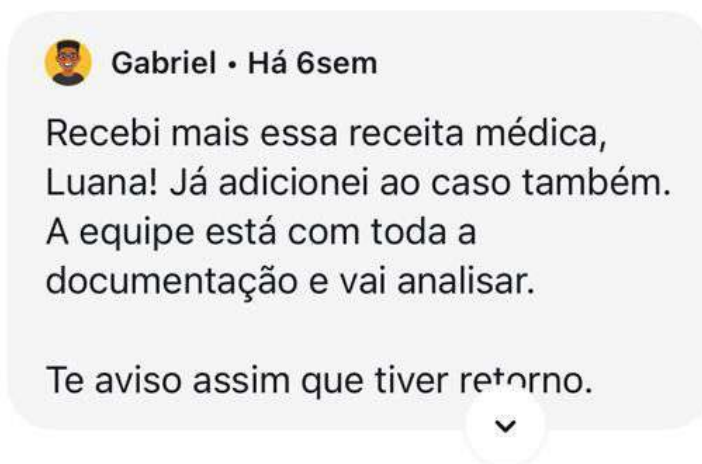 Gabriel • Há 6sem
Recebi mais essa receita médica,
Luana! Já adicionei ao caso também.
A equipe está com toda a
documentação e vai analisar.
Te aviso assim que tiver retorno.